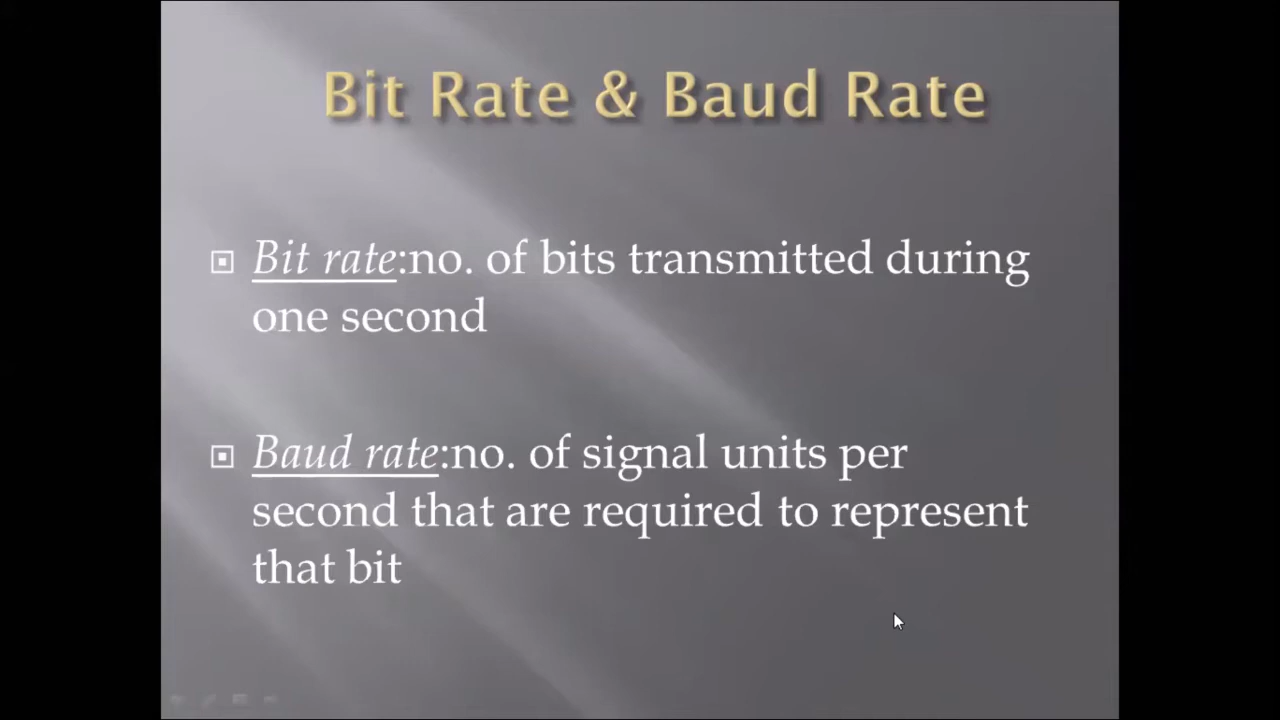 Bit Rate & Baud Rate
Bit rate:no. of bits transmitted during
one second
Baud rate:no. of signal units per
second that are required to represent
that bit